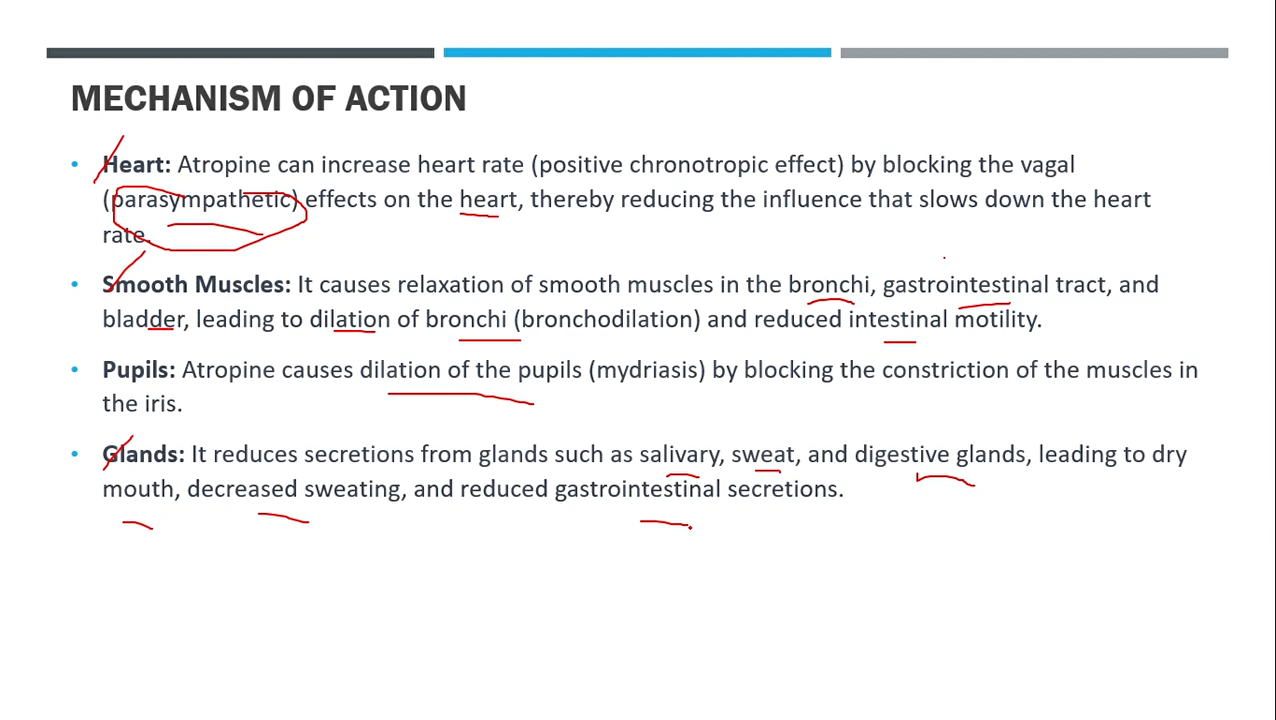 MECHANISM OF ACTION
• Heart: Atropine can increase heart rate (positive chronotropic effect) by blocking the vagal
(parasympathetic) effects on the heart, thereby reducing the influence that slows down the heart
rate.
• Smooth Muscles: It causes relaxation of smooth muscles in the bronchi, gastrointestinal tract, and
bladder, leading to dilation of bronchi (bronchodilation) and reduced intestinal motility.
• Pupils: Atropine causes dilation of the pupils (mydriasis) by blocking the constriction of the muscles in
the iris.
• Glands: It reduces secretions from glands such as salivary, sweat, and digestive glands, leading to dry
mouth, decreased sweating, and reduced gastrointestinal secretions.